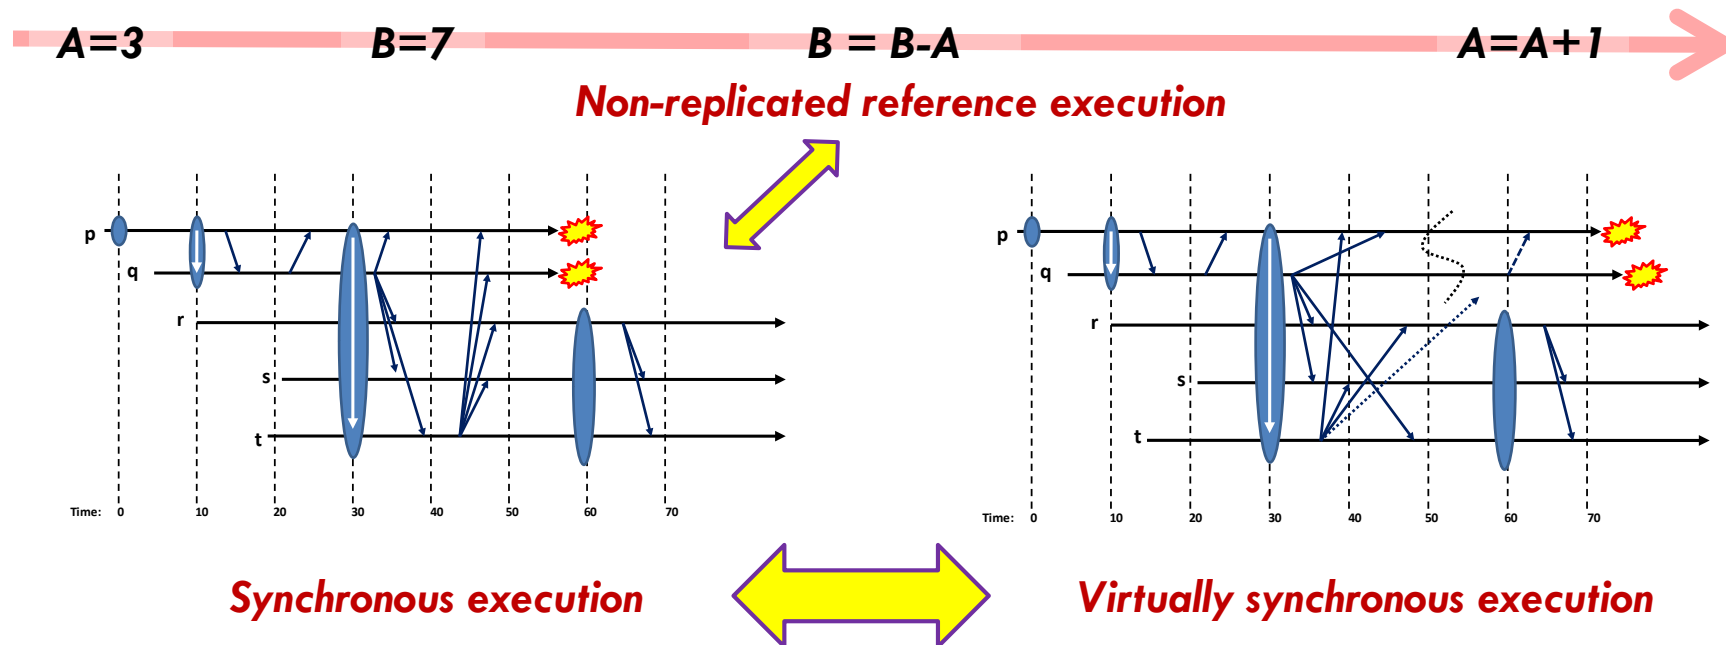 A=3 B=7 B = B-A A=A+1
Non-replicated reference execution
p
q
r
s
t
Time: 0 10 20 30 40 50 60 70
p
q
r
s
t
Time: 0 10 20 30 40 50 60 70
Synchronous execution
Virtually synchronous execution